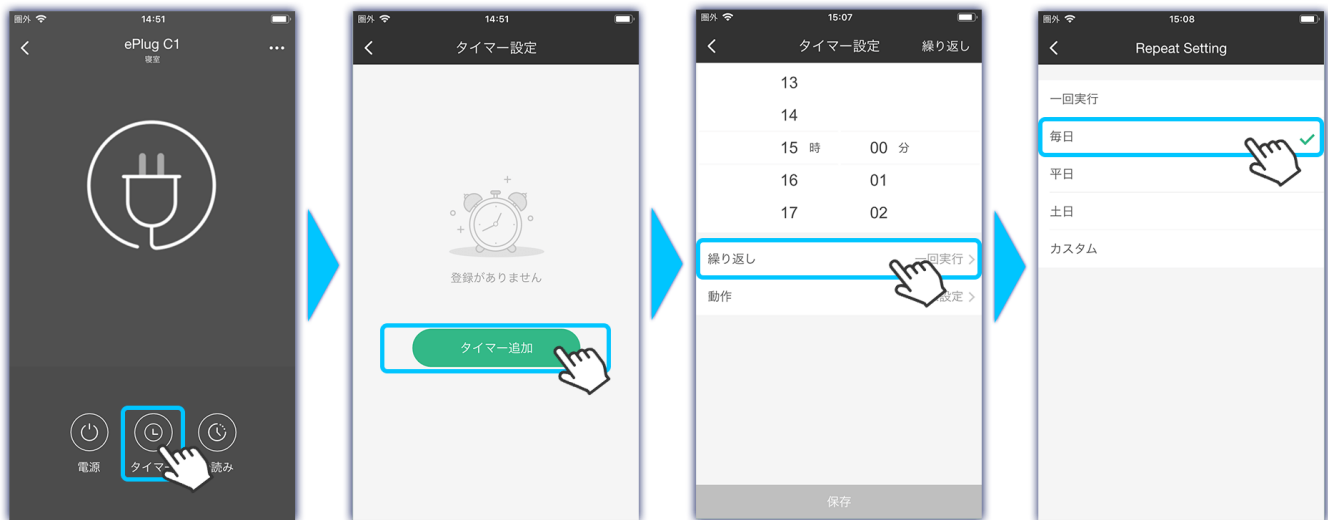 圏外 14:51
ePlug C1
寝室
電源
タイマー
読み
圏外 14:51
タイマー設定
登録がありません
タイマー追加
圏外 15:07
タイマー設定 繰り返し
13
14
15 時 00 分
16 01
17 02
繰り返し 一回実行
動作 設定
保存
圏外 15:08
Repeat Setting
一回実行
毎日
平日
土日
カスタム